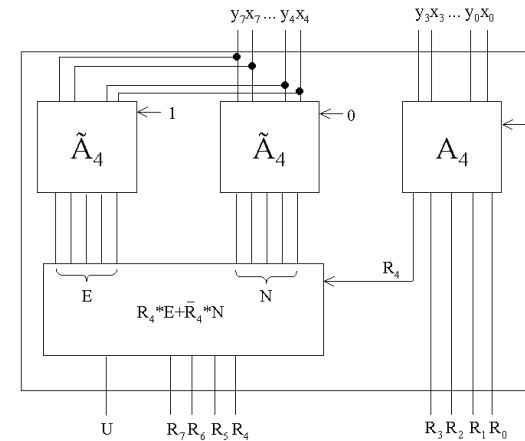 y₇x₇ ... y₄x₄ y₃x₃ ... y₀x₀
Ã₄ 1 Ã₄ 0 A₄
R₄
E N
R₄*E+R̄₄*N
U R₇ R₆ R₅ R₄ R₃ R₂ R₁ R₀